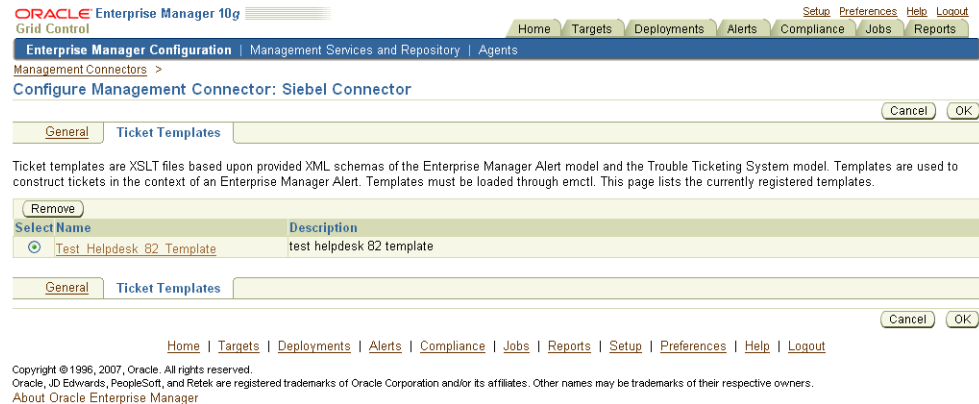 ORACLE Enterprise Manager 10g
Grid Control
Setup Preferences Help Logout
Home Targets Deployments Alerts Compliance Jobs Reports
Enterprise Manager Configuration | Management Services and Repository | Agents
Management Connectors >
Configure Management Connector: Siebel Connector
Cancel OK
General Ticket Templates
Ticket templates are XSLT files based upon provided XML schemas of the Enterprise Manager Alert model and the Trouble Ticketing System model. Templates are used to
construct tickets in the context of an Enterprise Manager Alert. Templates must be loaded through emctl. This page lists the currently registered templates.
Remove
Select Name Description
Test Helpdesk 82 Template test helpdesk 82 template
General Ticket Templates
Cancel OK
Home | Targets | Deployments | Alerts | Compliance | Jobs | Reports | Setup | Preferences | Help | Logout
Copyright © 1996, 2007, Oracle. All rights reserved.
Oracle, JD Edwards, PeopleSoft, and Retek are registered trademarks of Oracle Corporation and/or its affiliates. Other names may be trademarks of their respective owners.
About Oracle Enterprise Manager